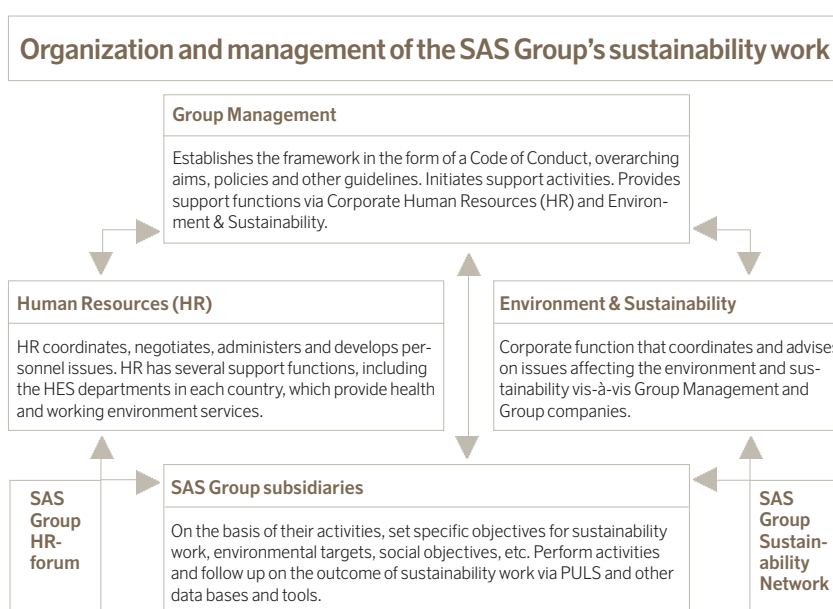 Organization and management of the SAS Group's sustainability work
Group Management
Establishes the framework in the form of a Code of Conduct, overarching
aims, policies and other guidelines. Initiates support activities. Provides
support functions via Corporate Human Resources (HR) and Environ-
ment & Sustainability.
Human Resources (HR)
HR coordinates, negotiates, administers and develops per-
sonnel issues. HR has several support functions, including
the HES departments in each country, which provide health
and working environment services.
Environment & Sustainability
Corporate function that coordinates and advises
on issues affecting the environment and sus-
tainability vis-à-vis Group Management and
Group companies.
SAS
Group
HR-
forum
SAS Group subsidiaries
On the basis of their activities, set specific objectives for sustainability
work, environmental targets, social objectives, etc. Perform activities
and follow up on the outcome of sustainability work via PULS and other
data bases and tools.
SAS
Group
Sustain-
ability
Network